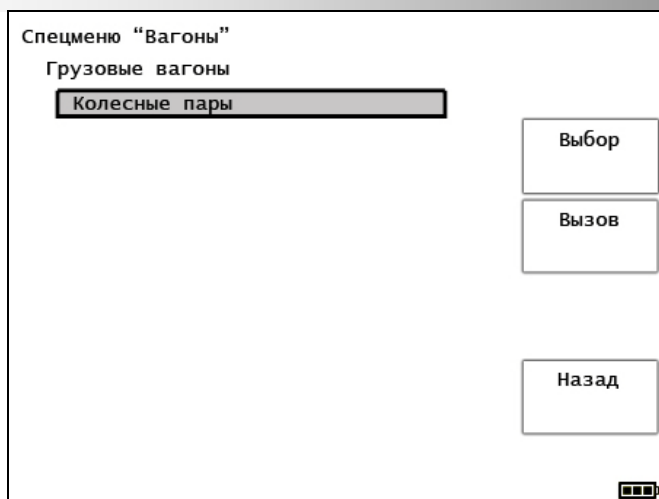 Спецменю “Вагоны”
Грузовые вагоны
Колесные пары
Выбор
Вызов
Назад